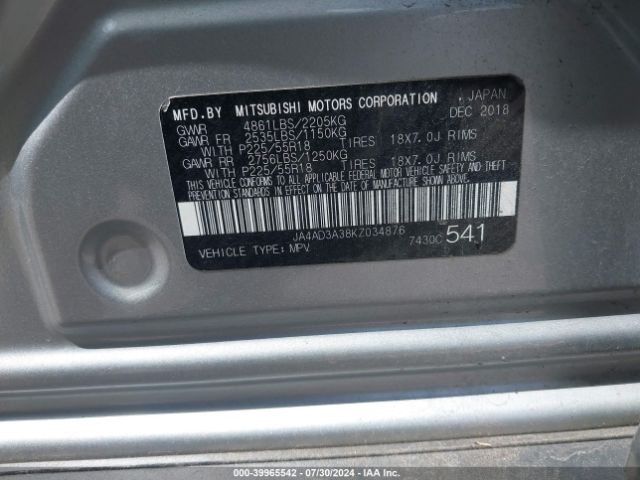 MFD.BY MITSUBISHI MOTORS CORPORATION , JAPAN
GVWR 4861LBS/2205KG DEC 2018
GAWR FR 2535LBS/1150KG
WITH P225/55R18 TIRES 18X7.0J RIMS
GAWR RR 2756LBS/1250KG
WITH P225/55R18 TIRES 18X7.0J RIMS
THIS VEHICLE CONFORMS TO ALL APPLICABLE FEDERAL MOTOR VEHICLE SAFETY AND THEFT
PREVENTION STANDARDS IN EFFECT ON THE DATE OF MANUFACTURE SHOWN ABOVE.
JA4AD3A38KZ034876
VEHICLE TYPE: MPV 7430C 541
000-39965542 / 07/30/2024 - IAA Inc.